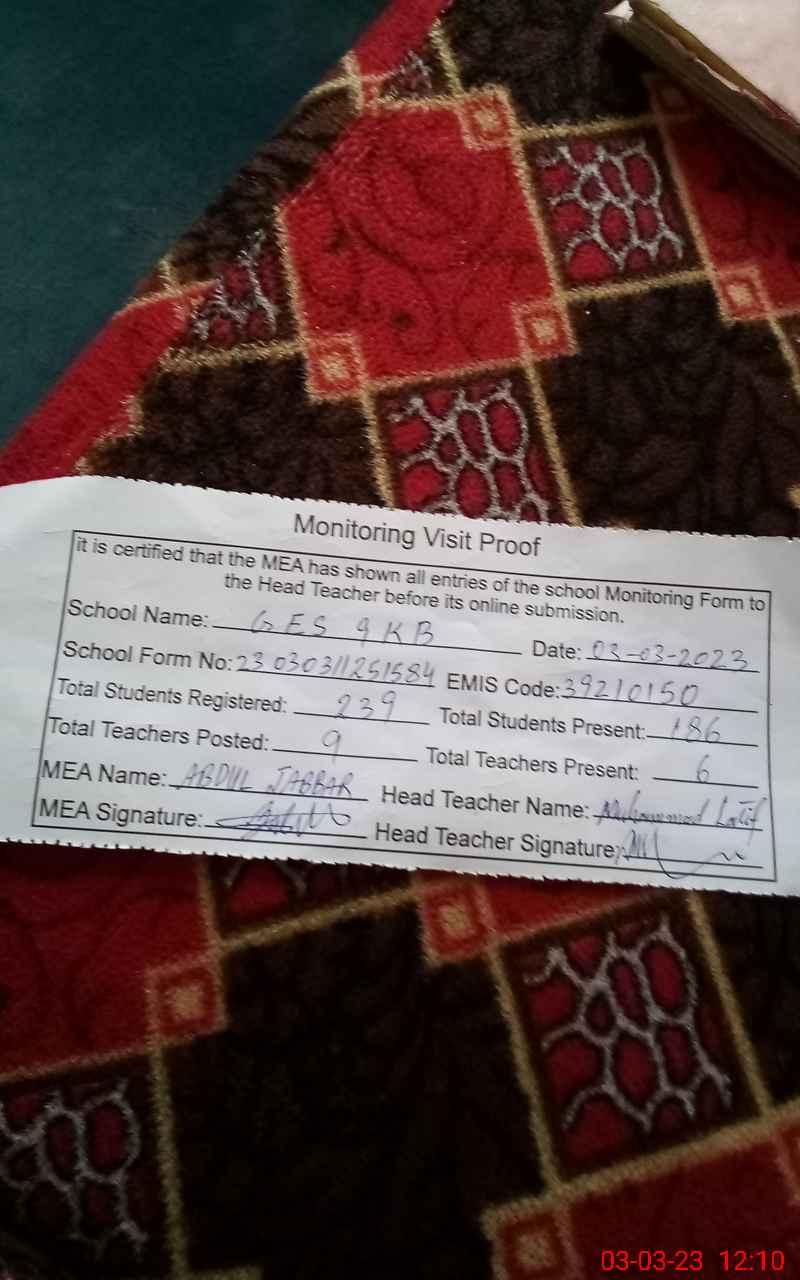 Monitoring Visit Proof
it is certified that the MEA has shown all entries of the school Monitoring Form to
the Head Teacher before its online submission.
School Name: GES 9KB Date: 03-03-2023
School Form No: 23030311251584 EMIS Code: 39210150
Total Students Registered: 239 Total Students Present: 186
Total Teachers Posted: 9 Total Teachers Present: 6
MEA Name: ABDUL JABBAR Head Teacher Name: Muhammad Latif
MEA Signature: Head Teacher Signature:
03-03-23 12:10